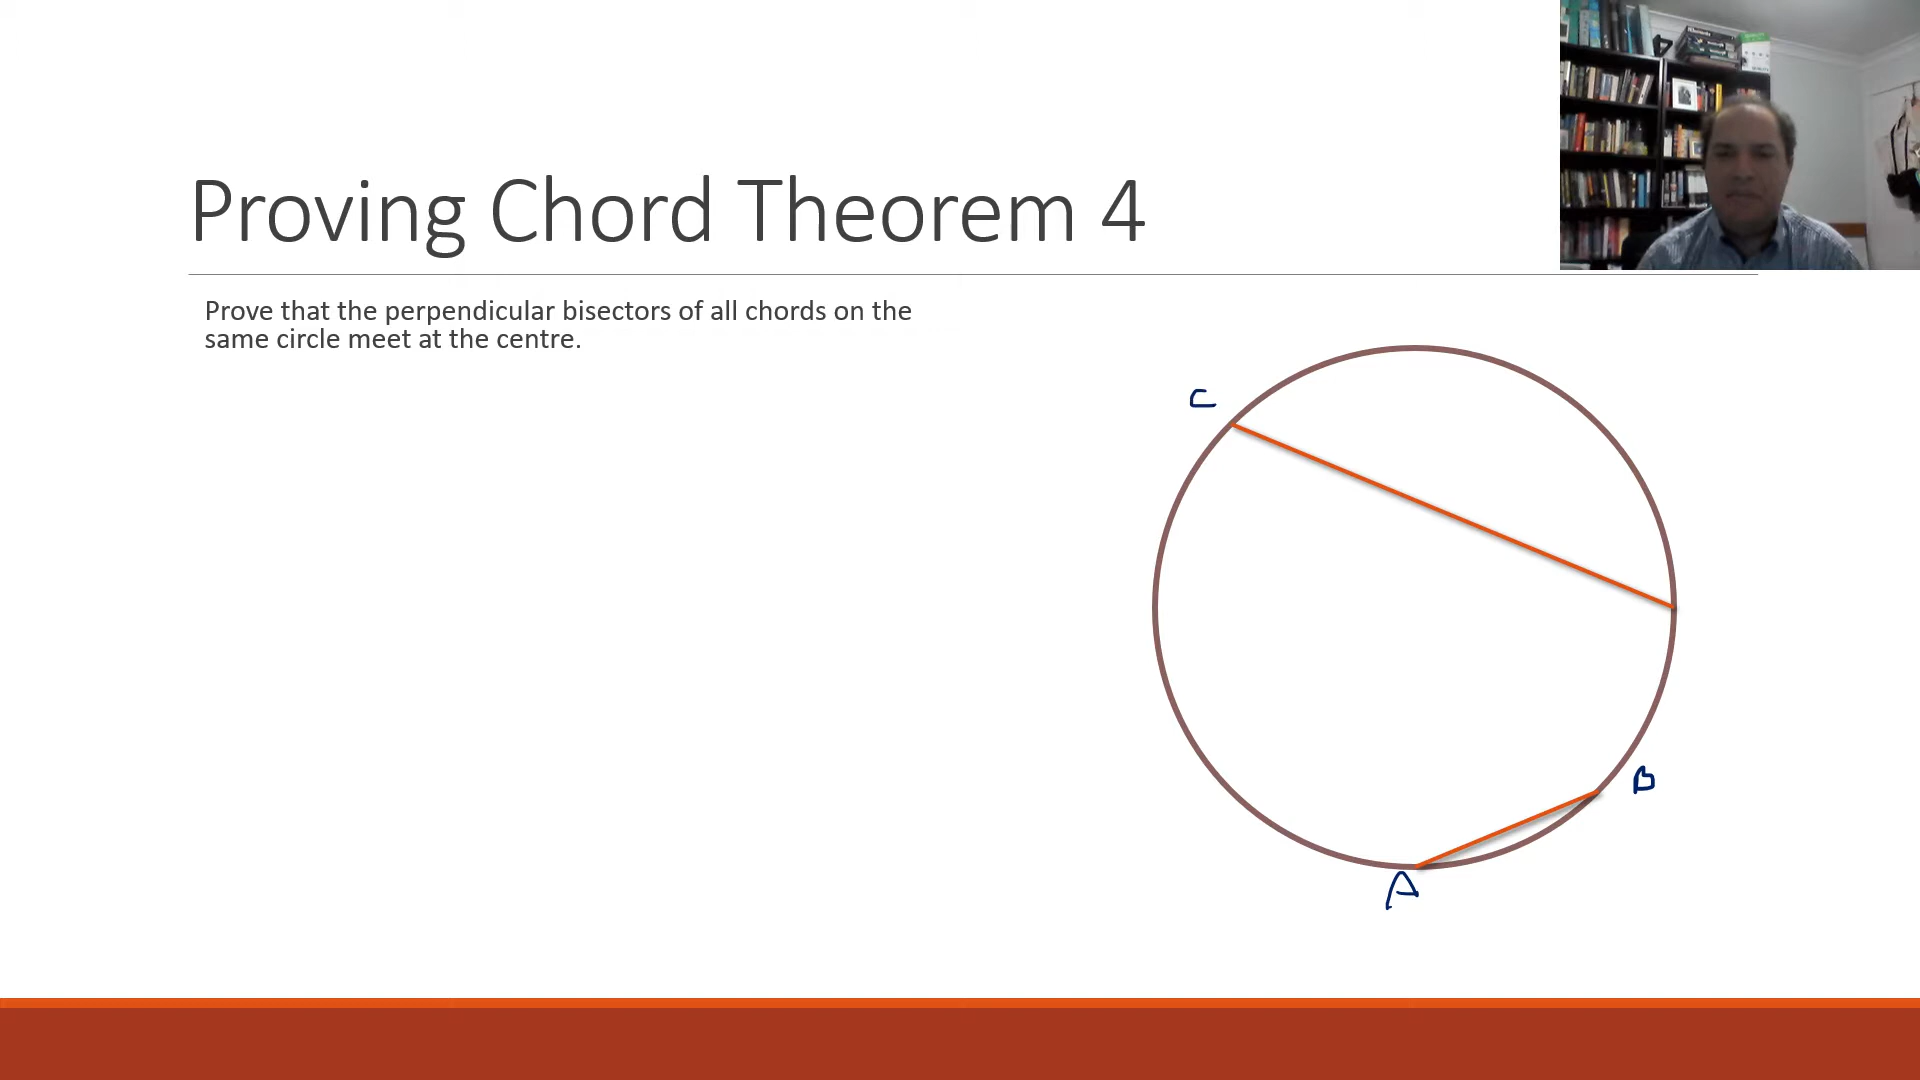 Proving Chord Theorem 4
Prove that the perpendicular bisectors of all chords on the
same circle meet at the centre.
C
B
A